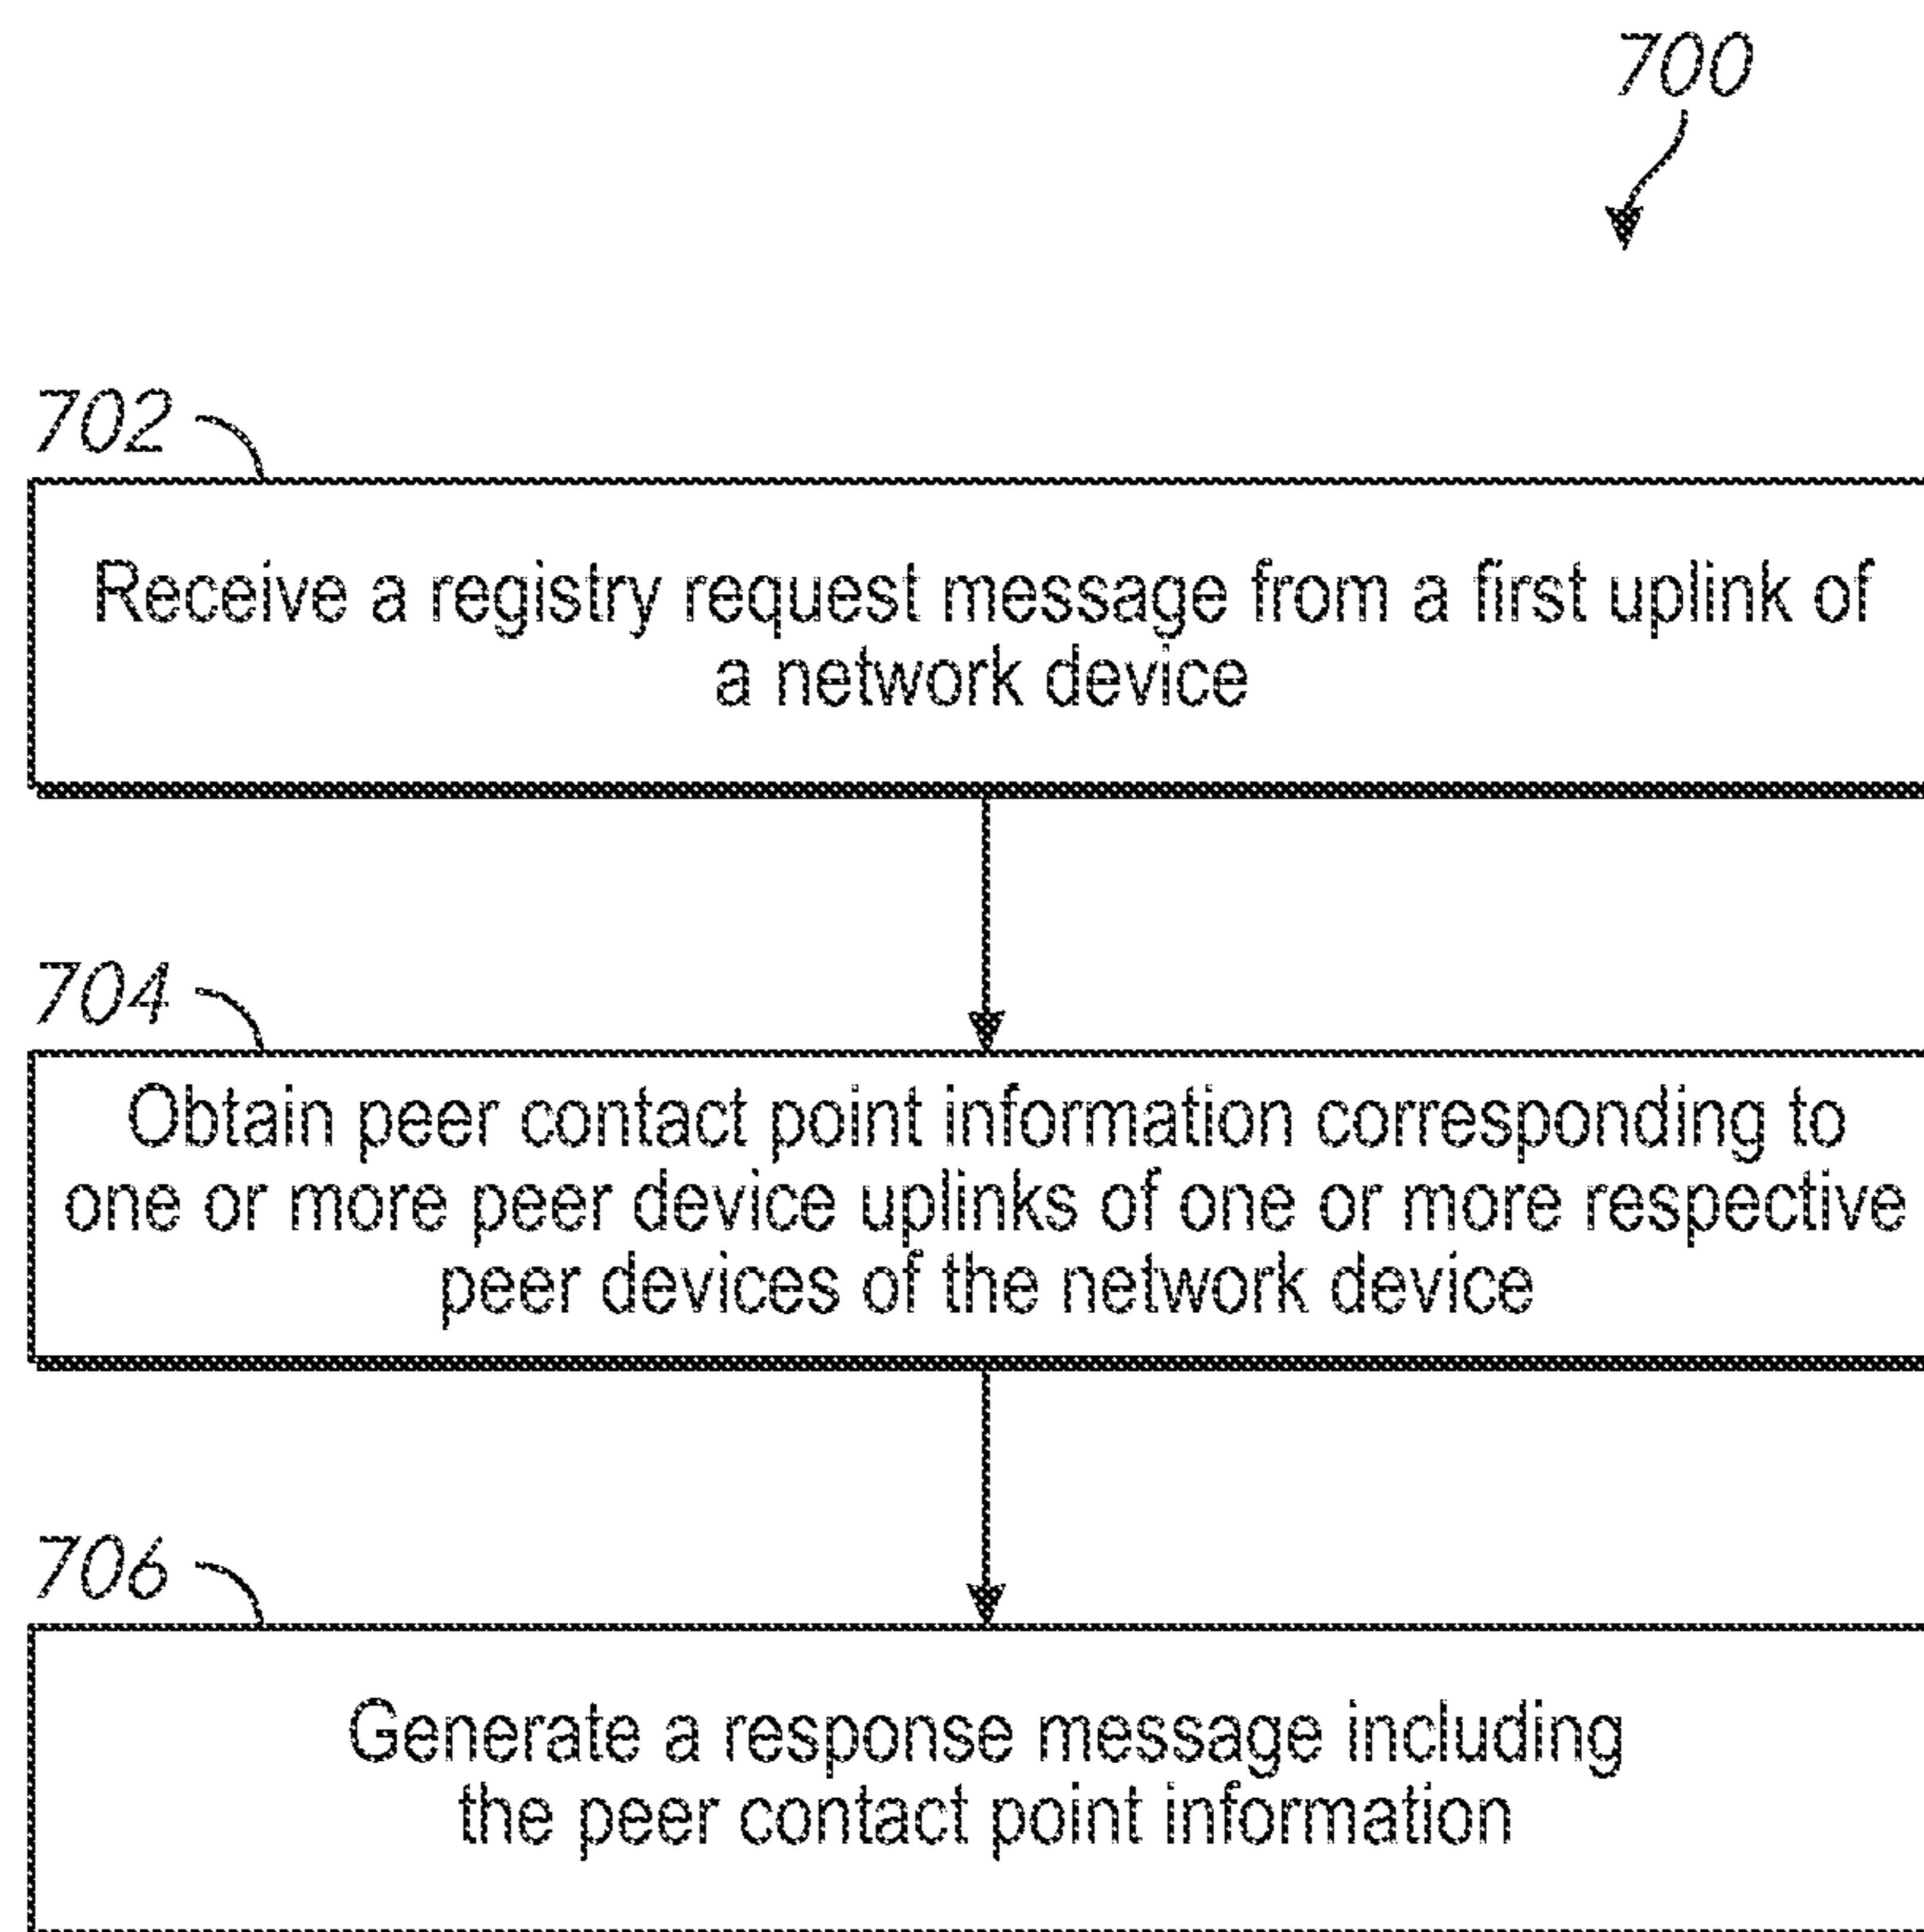 700
702
Receive a registry request message from a first uplink of
a network device
704
Obtain peer contact point information corresponding to
one or more peer device uplinks of one or more respective
peer devices of the network device
706
Generate a response message including
the peer contact point information